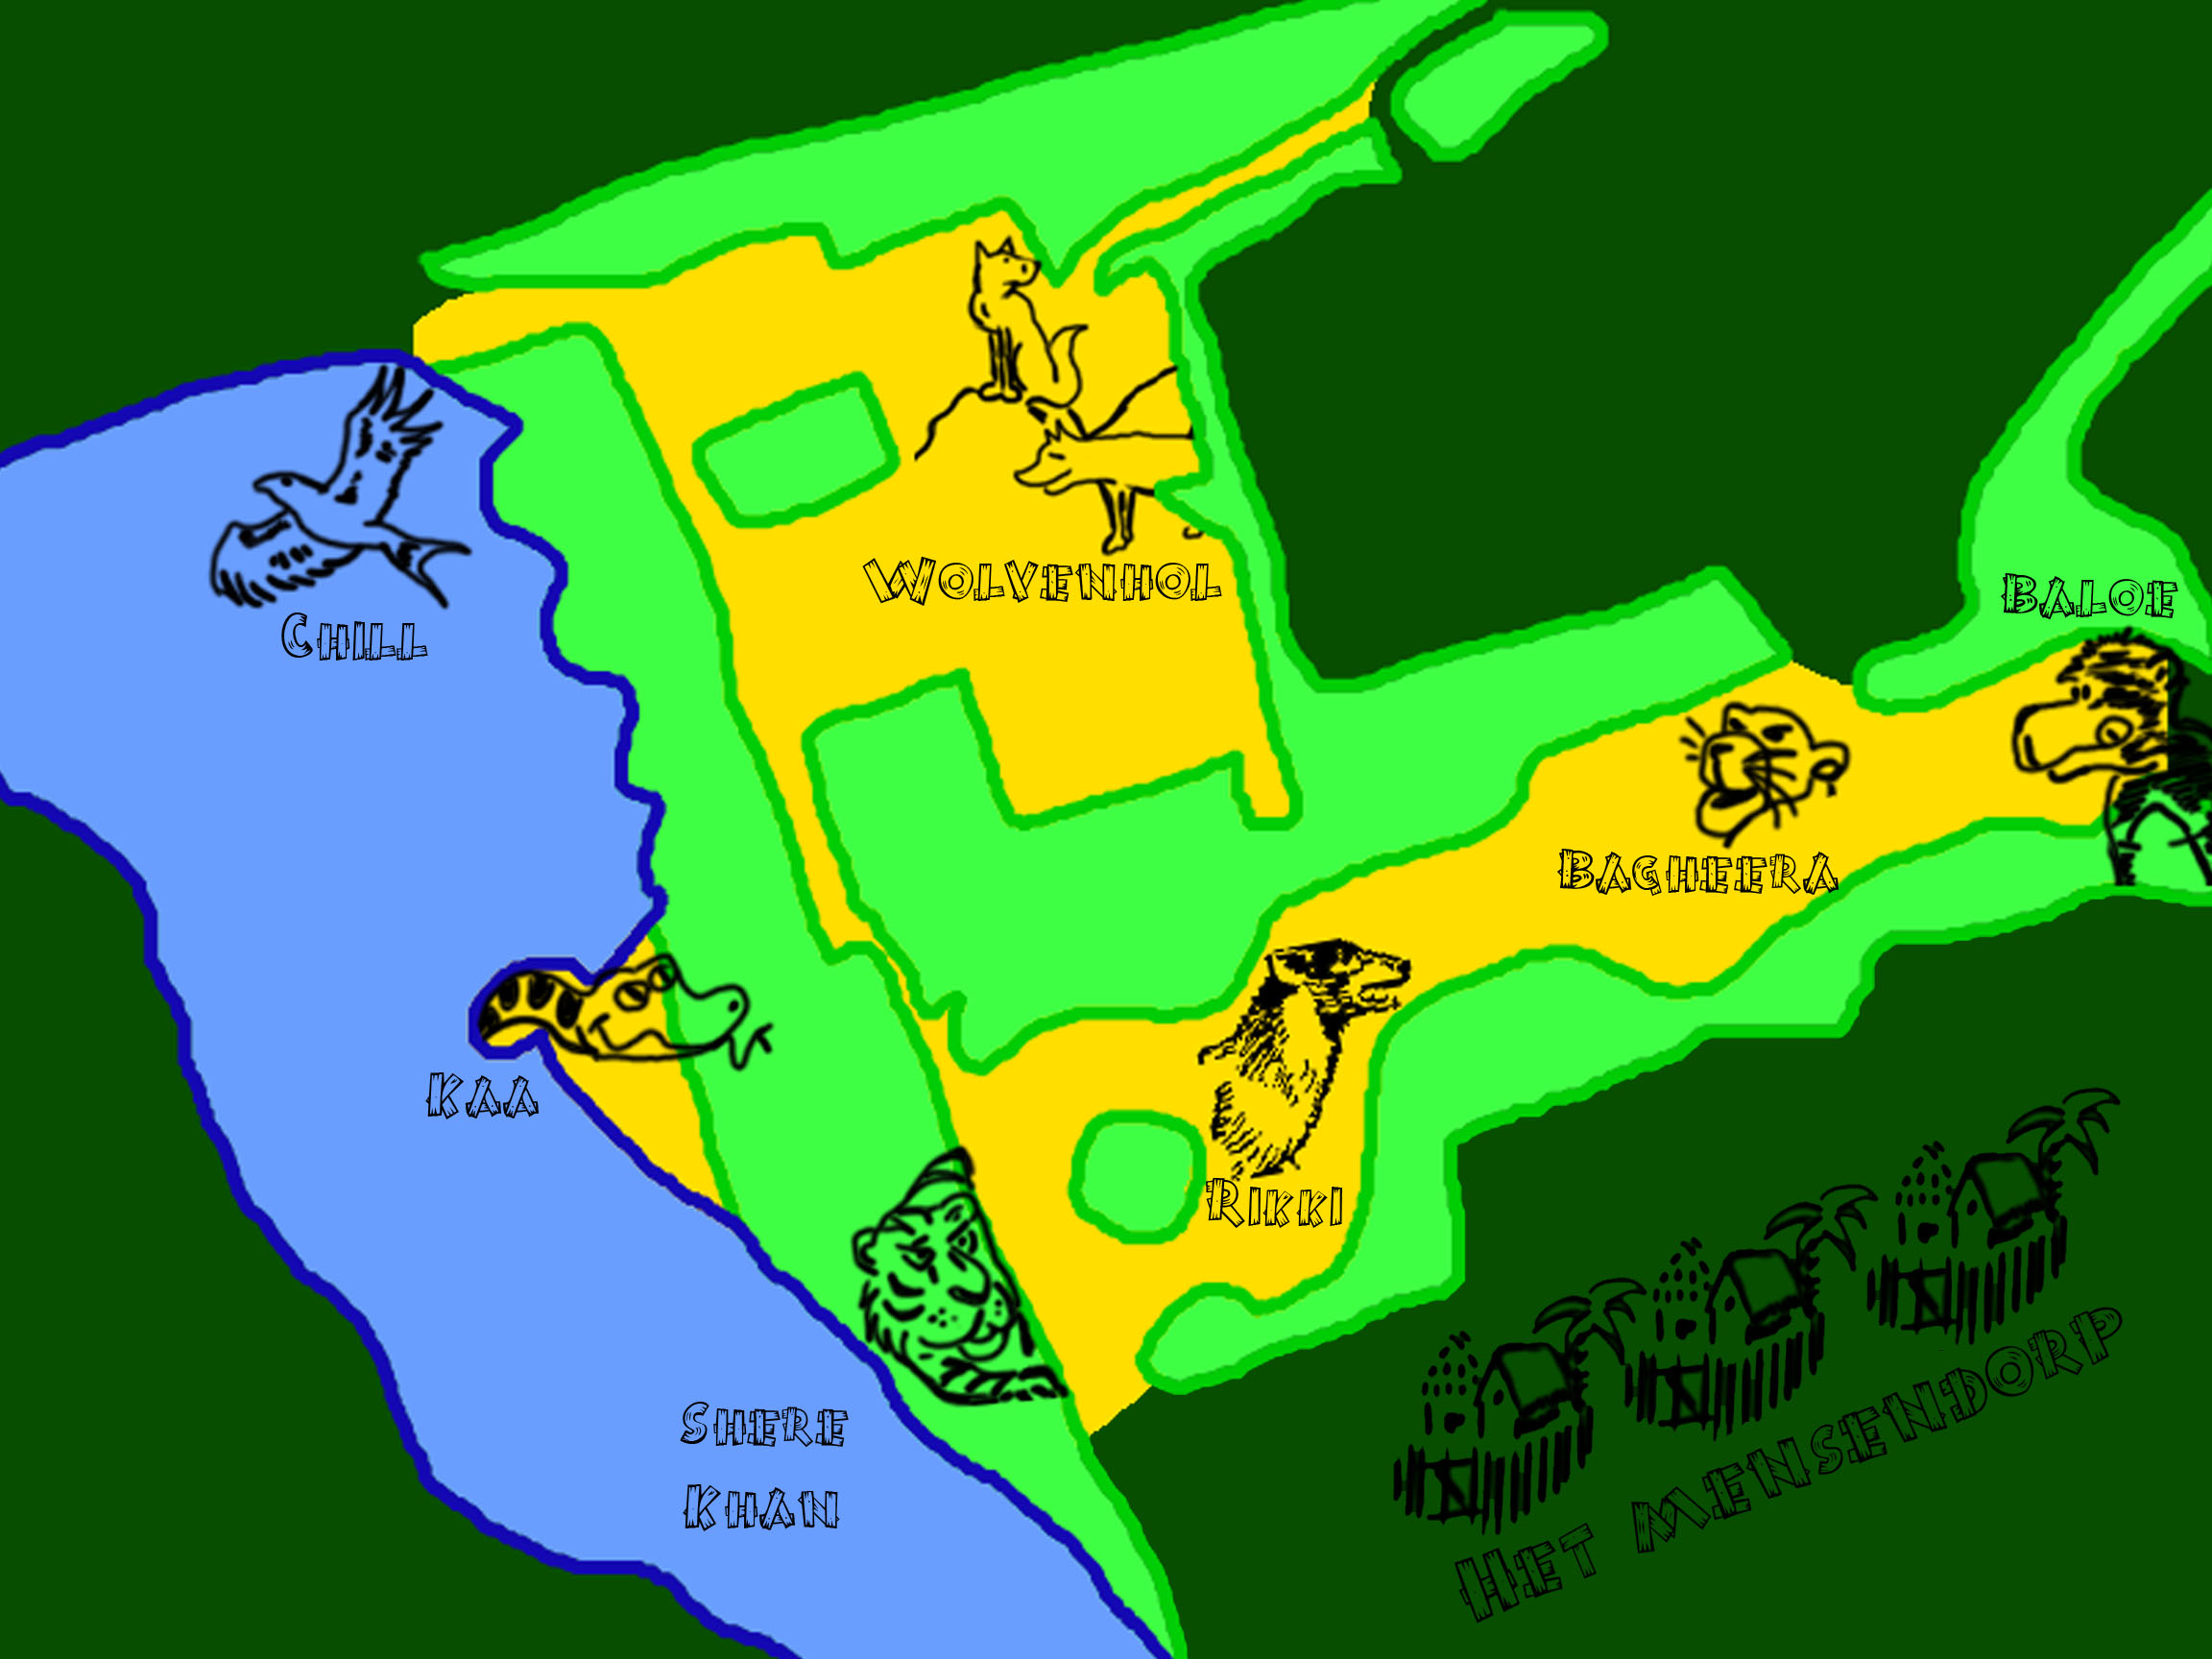 Wolvenhol
Baloe
Chill
Bagheera
Kaa
Rikki
Shere
Khan
Het Mensendorp